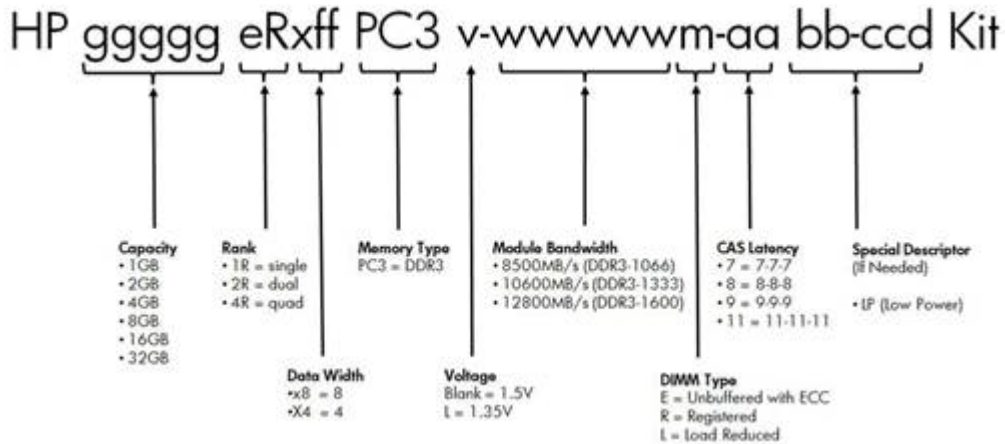 HP ggggg eRxff PC3 v-wwwwwm-aa bb-ccd Kit
Capacity
• 1GB
• 2GB
• 4GB
• 8GB
• 16GB
• 32GB
Rank
• 1R = single
• 2R = dual
• 4R = quad
Memory Type
PC3 = DDR3
Module Bandwidth
• 8500MB/s (DDR3-1066)
• 10600MB/s (DDR3-1333)
• 12800MB/s (DDR3-1600)
CAS Latency
• 7 = 7-7-7
• 8 = 8-8-8
• 9 = 9-9-9
• 11 = 11-11-11
Special Descriptor
(If Needed)
• LP (Low Power)
Data Width
•x8 = 8
•X4 = 4
Voltage
Blank = 1.5V
L = 1.35V
DIMM Type
E = Unbuffered with ECC
R = Registered
L = Load Reduced